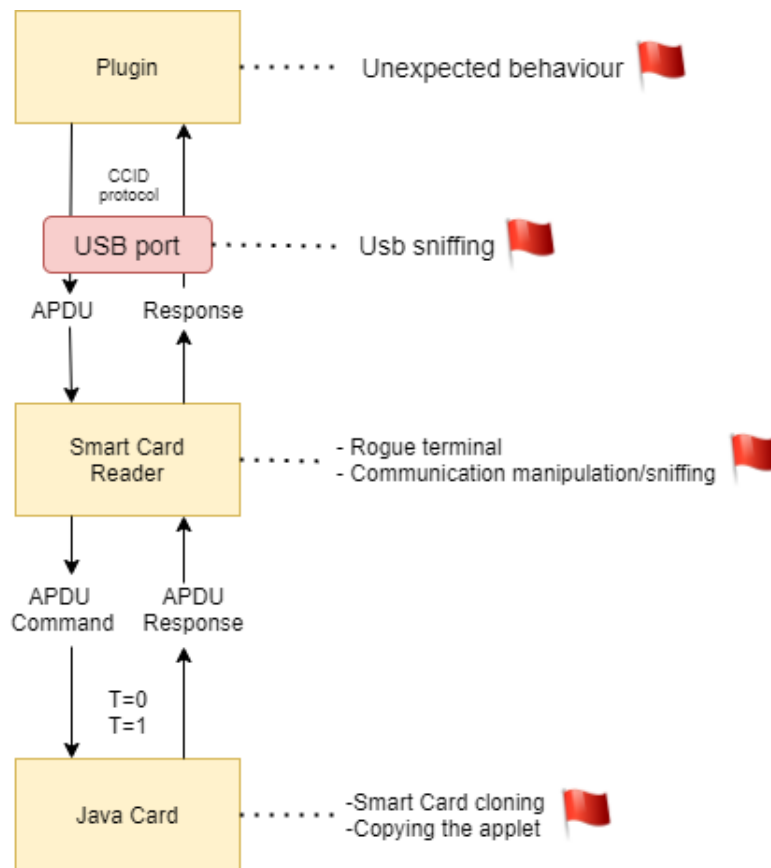 Plugin
Unexpected behaviour
CCID
protocol
USB port
Usb sniffing
APDU
Response
Smart Card
Reader
- Rogue terminal
- Communication manipulation/sniffing
APDU
Command
APDU
Response
T=0
T=1
Java Card
-Smart Card cloning
-Copying the applet